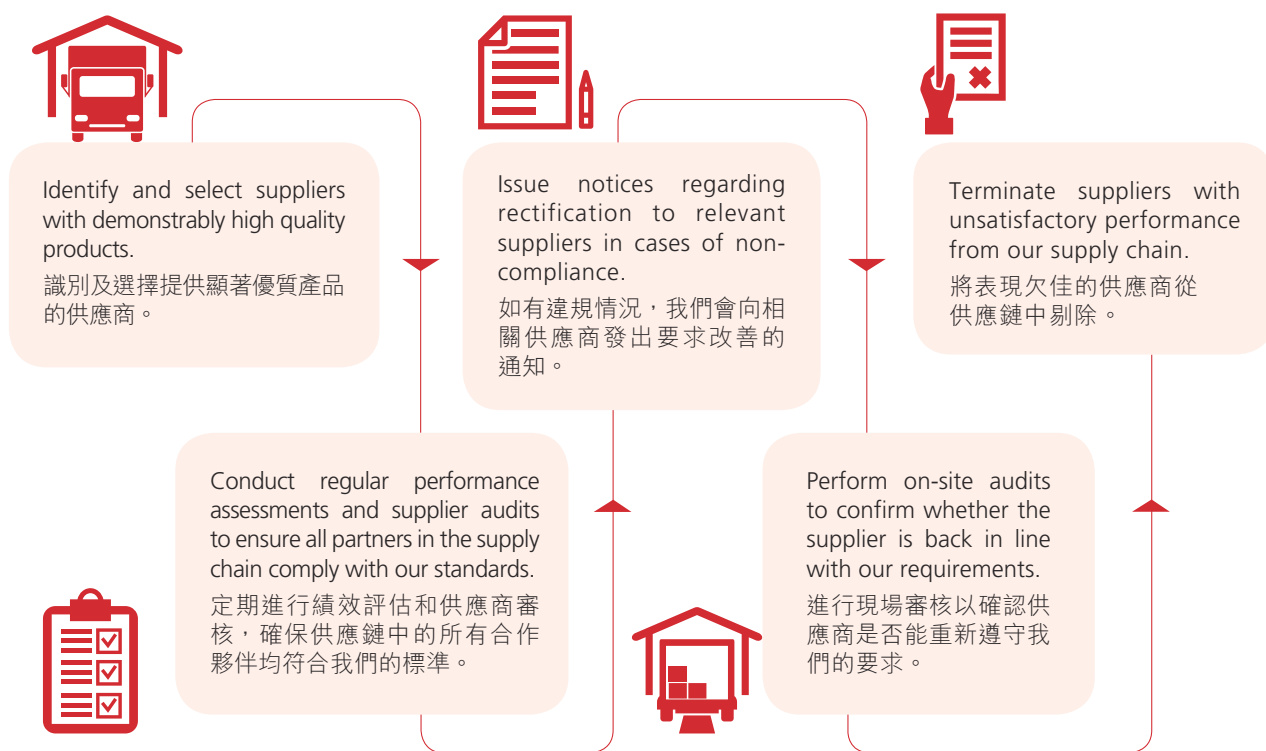 Identify and select suppliers
with demonstrably high quality
products.
識別及選擇提供顯著優質產品
的供應商。
Conduct regular performance
assessments and supplier audits
to ensure all partners in the supply
chain comply with our standards.
定期進行績效評估和供應商審
核，確保供應鏈中的所有合作
夥伴均符合我們的標準。
Issue notices regarding
rectification to relevant
suppliers in cases of non-
compliance.
如有違規情況，我們會向相
關供應商發出要求改善的
通知。
Perform on-site audits
to confirm whether the
supplier is back in line
with our requirements.
進行現場審核以確認供
應商是否能重新遵守我
們的要求。
Terminate suppliers with
unsatisfactory performance
from our supply chain.
將表現欠佳的供應商從
供應鏈中剔除。